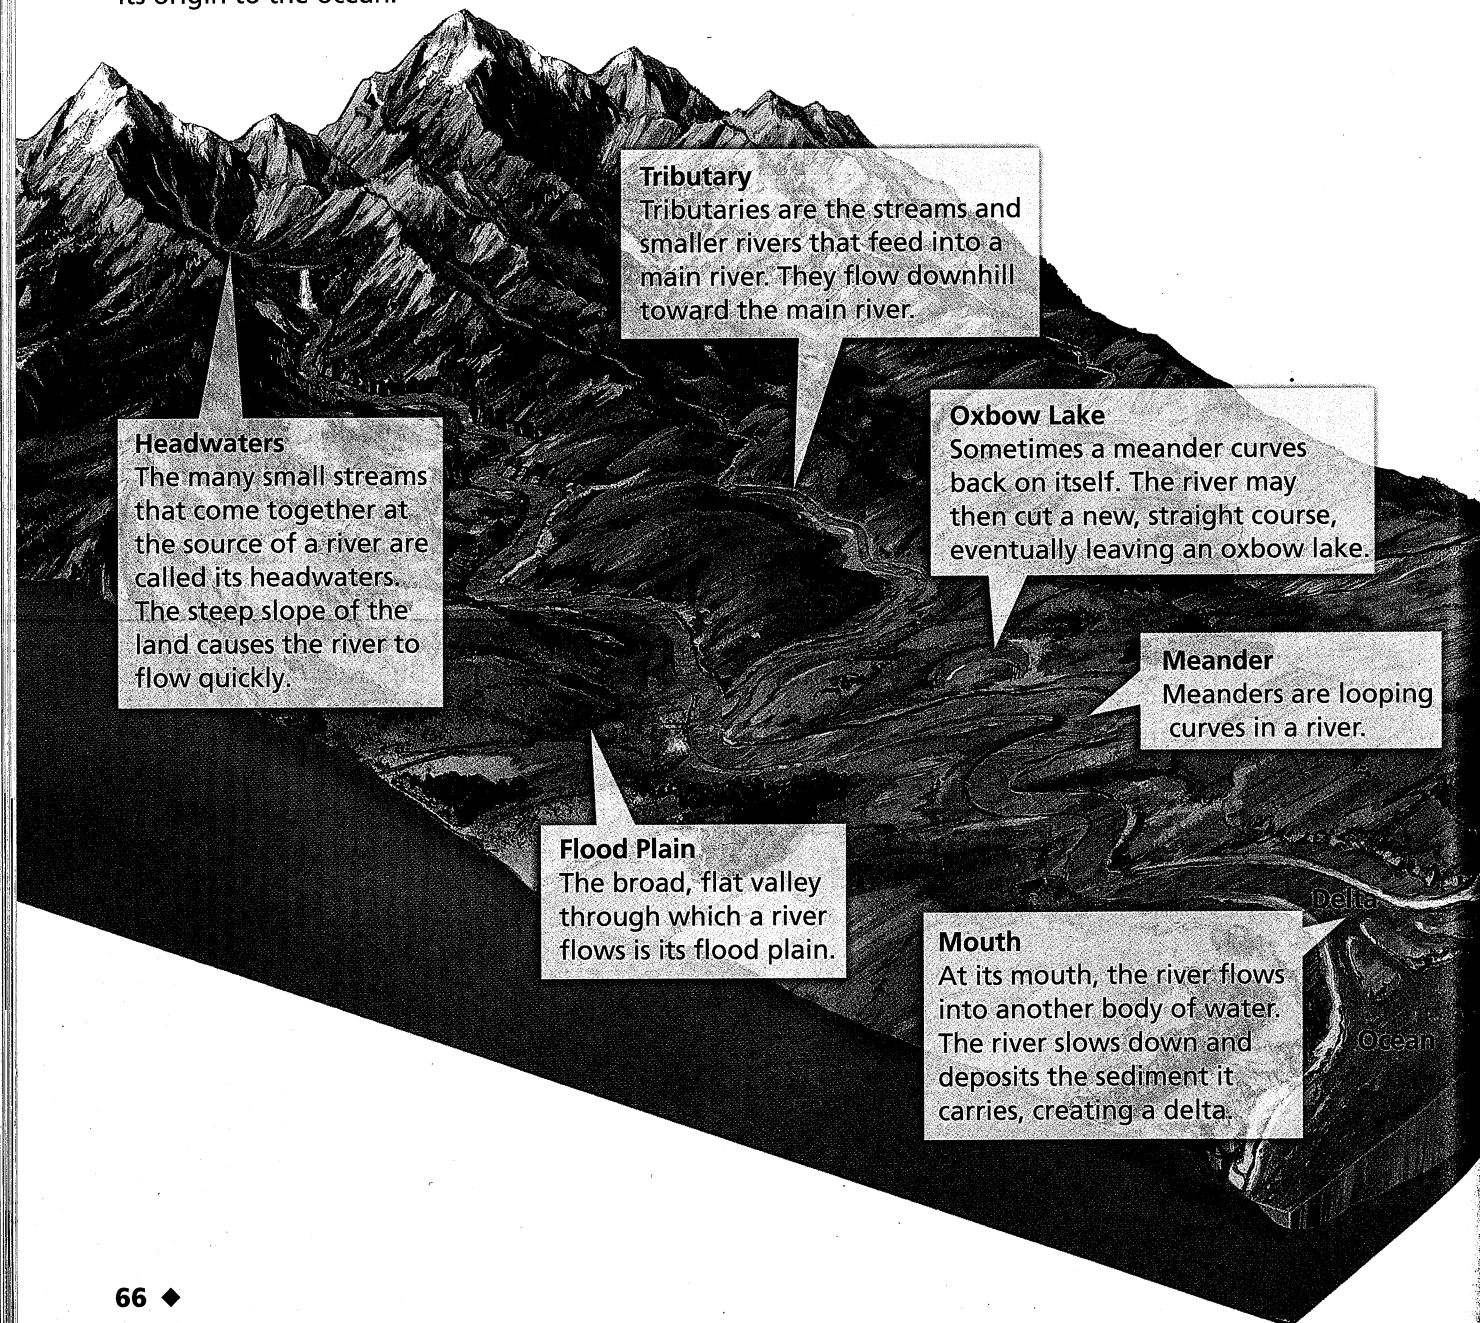 its origin to the ocean.
Tributary
Tributaries are the streams and
smaller rivers that feed into a
main river. They flow downhill
toward the main river.
Headwaters
The many small streams
that come together at
the source of a river are
called its headwaters.
The steep slope of the
land causes the river to
flow quickly.
Oxbow Lake
Sometimes a meander curves
back on itself. The river may
then cut a new, straight course,
eventually leaving an oxbow lake.
Meander
Meanders are looping
curves in a river.
Flood Plain
The broad, flat valley
through which a river
flows is its flood plain.
Delta
Mouth
At its mouth, the river flows
into another body of water.
The river slows down and
deposits the sediment it
carries, creating a delta.
Ocean
66 ◆